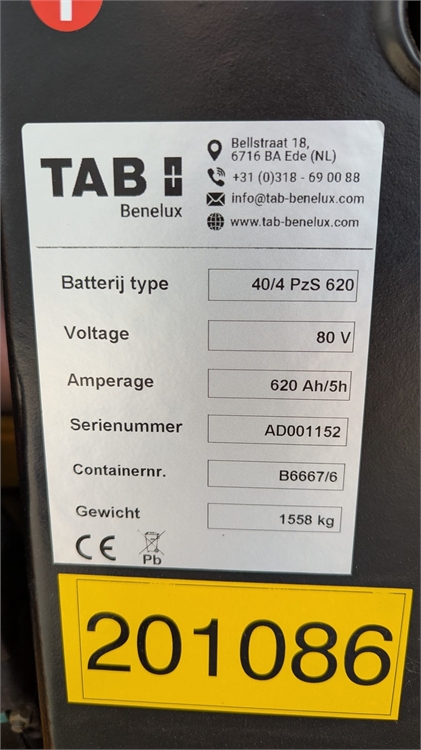 TAB
Benelux
Bellstraat 18,
6716 BA Ede (NL)
+31 (0)318 - 69 00 88
info@tab-benelux.com
www.tab-benelux.com
Batterij type 40/4 PzS 620
Voltage 80 V
Amperage 620 Ah/5h
Serienummer AD001152
Containernr. B6667/6
Gewicht 1558 kg
CE
Pb
201086